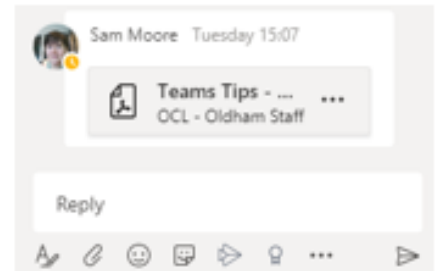 Sam Moore Tuesday 15:07
Teams Tips - ...
OCL - Oldham Staff
Reply